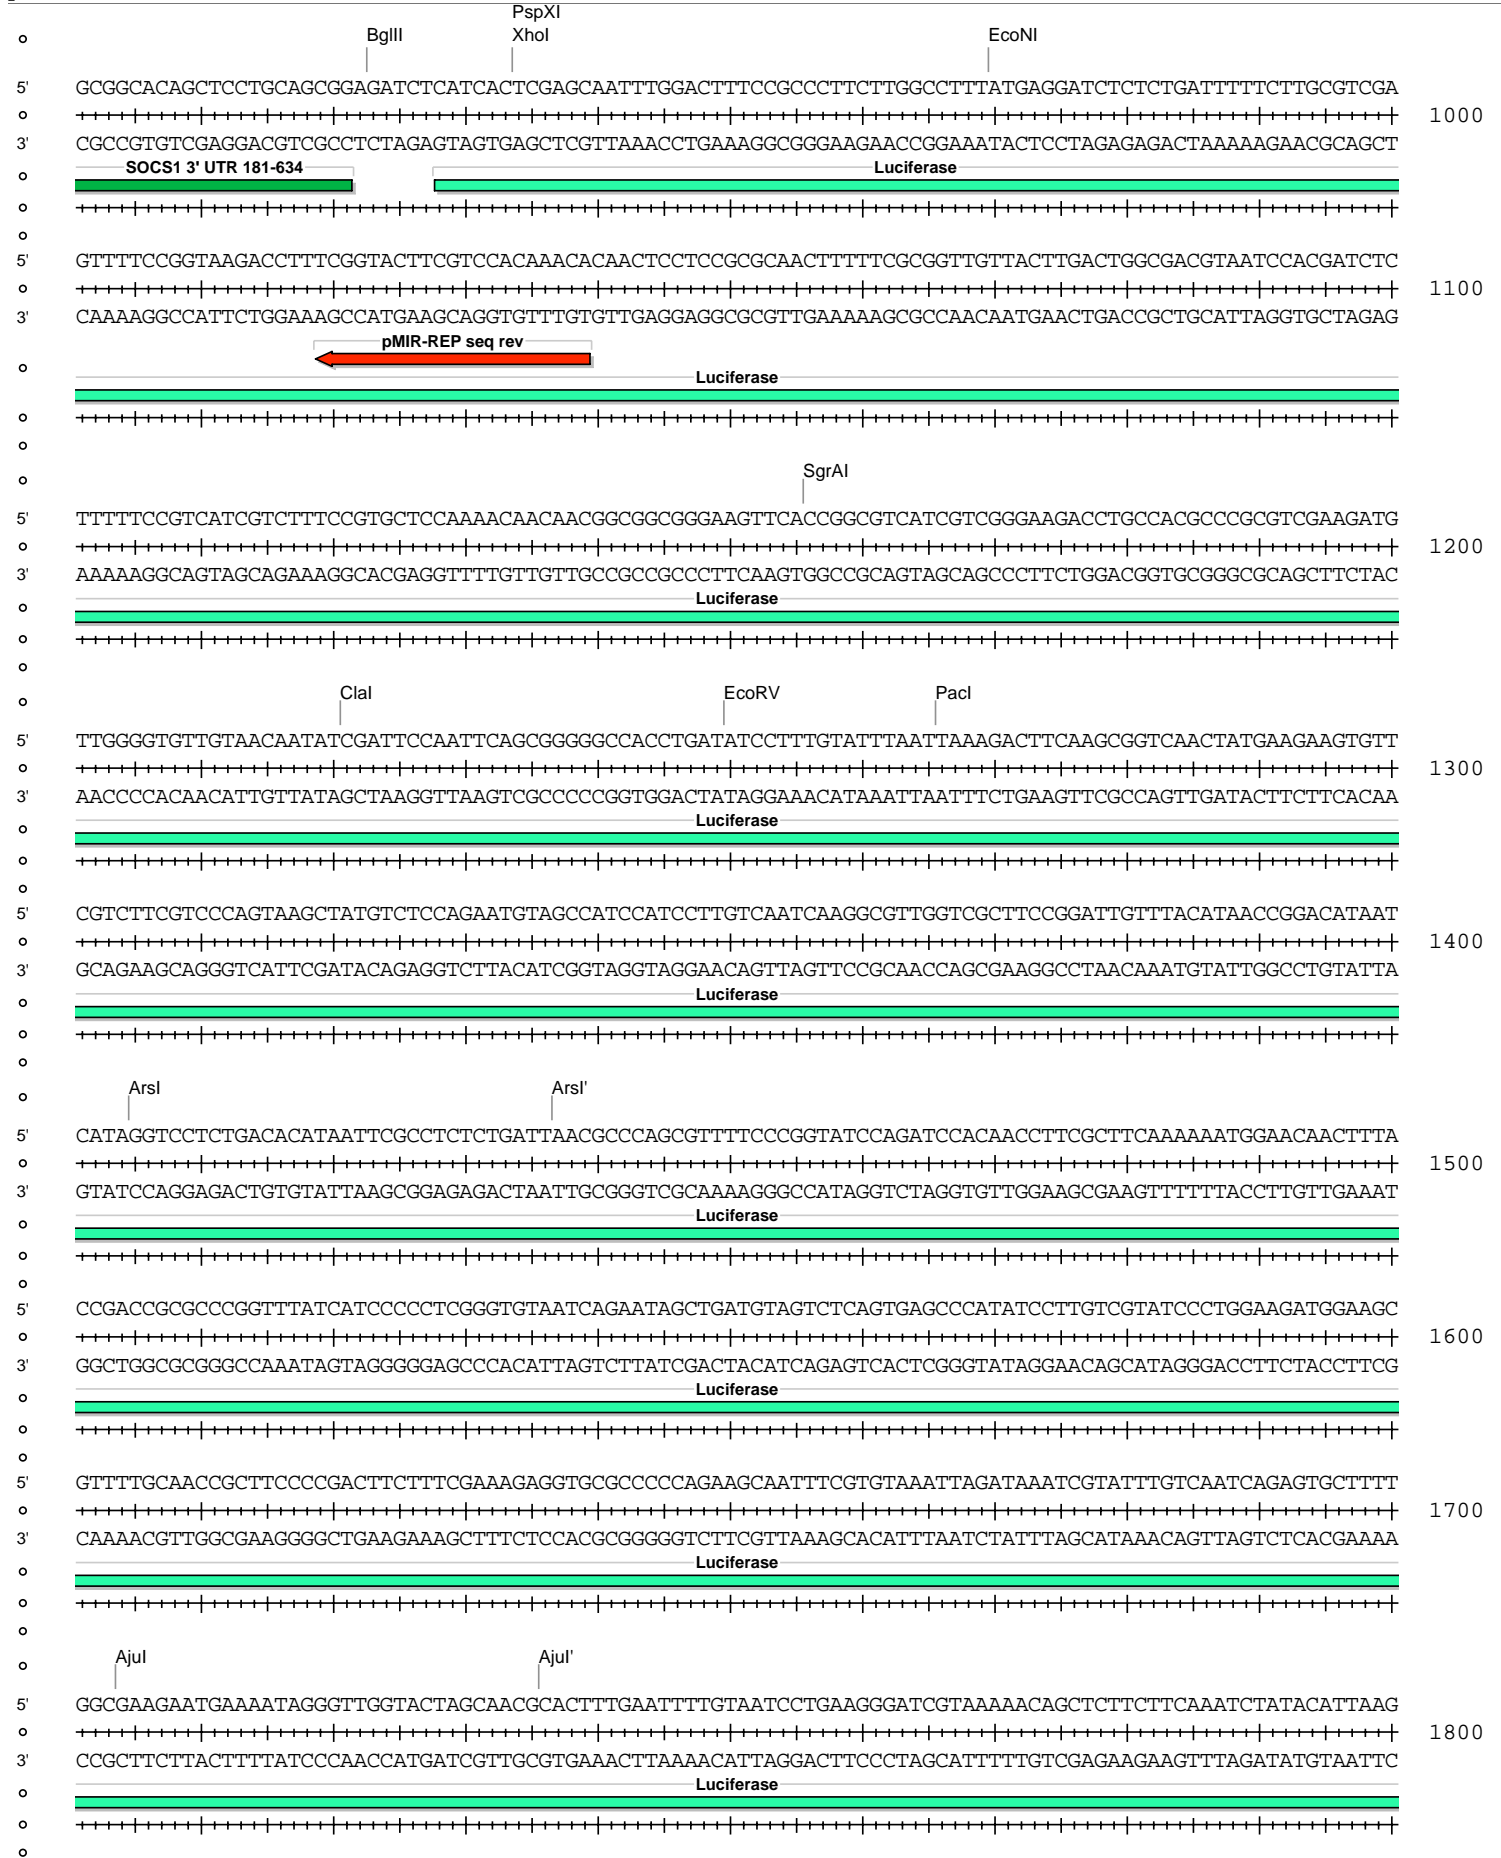 PspXI
BglII XhoI EcoNI
5' GCGGCACAGCTCCTGCAGCGGAGATCTCATCACTCGAGCAATTTGGACTTTCCGCCCTTCTTGGCCTTTATGAGGATCTCTCTGATTTTTCTTGCGTCGA
1000
3' CGCCGTGTCGAGGACGTCGCCTCTAGAGTAGTGAGCTCGTTAAACCTGAAAGGCGGGAAGAACCGGAAATACTCCTAGAGAGACTAAAAAGAACGCAGCT
SOCS1 3' UTR 181-634 Luciferase
5' GTTTTCCGGTAAGACCTTTCGGTACTTCGTCCACAAACACAACTCCTCCGCGCAACTTTTTCGCGGTTGTTACTTGACTGGCGACGTAATCCACGATCTC
1100
3' CAAAAGGCCATTCTGGAAAGCCATGAAGCAGGTGTTTGTGTTGAGGAGGCGCGTTGAAAAAGCGCCAACAATGAACTGACCGCTGCATTAGGTGCTAGAG
pMIR-REP seq rev
Luciferase
SgrAI
5' TTTTTCCGTCATCGTCTTTCCGTGCTCCAAAACAACAACGGCGGCGGGAAGTTCACCGGCGTCATCGTCGGGAAGACCTGCCACGCCCGCGTCGAAGATG
1200
3' AAAAAGGCAGTAGCAGAAAGGCACGAGGTTTTGTTGTTGCCGCCGCCCTTCAAGTGGCCGCAGTAGCAGCCCTTCTGGACGGTGCGGGCGCAGCTTCTAC
Luciferase
ClaI EcoRV PacI
5' TTGGGGTGTTGTAACAATATCGATTCCAATTCAGCGGGGGCCACCTGATATCCTTTGTATTTAATTAAAGACTTCAAGCGGTCAACTATGAAGAAGTGTT
1300
3' AACCCCACAACATTGTTATAGCTAAGGTTAAGTCGCCCCCGGTGGACTATAGGAAACATAAATTAATTTCTGAAGTTCGCCAGTTGATACTTCTTCACAA
Luciferase
5' CGTCTTCGTCCCAGTAAGCTATGTCTCCAGAATGTAGCCATCCATCCTTGTCAATCAAGGCGTTGGTCGCTTCCGGATTGTTTACATAACCGGACATAAT
1400
3' GCAGAAGCAGGGTCATTCGATACAGAGGTCTTACATCGGTAGGTAGGAACAGTTAGTTCCGCAACCAGCGAAGGCCTAACAAATGTATTGGCCTGTATTA
Luciferase
ArsI ArsI'
5' CATAGGTCCTCTGACACATAATTCGCCTCTCTGATTAACGCCCAGCGTTTTCCCGGTATCCAGATCCACAACCTTCGCTTCAAAAAATGGAACAACTTTA
1500
3' GTATCCAGGAGACTGTGTATTAAGCGGAGAGACTAATTGCGGGTCGCAAAAGGGCCATAGGTCTAGGTGTTGGAAGCGAAGTTTTTTACCTTGTTGAAAT
Luciferase
5' CCGACCGCGCCCGGTTTATCATCCCCCTCGGGTGTAATCAGAATAGCTGATGTAGTCTCAGTGAGCCCATATCCTTGTCGTATCCCTGGAAGATGGAAGC
1600
3' GGCTGGCGCGGGCCAAATAGTAGGGGGAGCCCACATTAGTCTTATCGACTACATCAGAGTCACTCGGGTATAGGAACAGCATAGGGACCTTCTACCTTCG
Luciferase
5' GTTTTGCAACCGCTTCCCCGACTTCTTTCGAAAGAGGTGCGCCCCCAGAAGCAATTTCGTGTAAATTAGATAAATCGTATTTGTCAATCAGAGTGCTTTT
1700
3' CAAAACGTTGGCGAAGGGGCTGAAGAAAGCTTTCTCCACGCGGGGGTCTTCGTTAAAGCACATTTAATCTATTTAGCATAAACAGTTAGTCTCACGAAAA
Luciferase
AjuI AjuI'
5' GGCGAAGAATGAAAATAGGGTTGGTACTAGCAACGCACTTTGAATTTTGTAATCCTGAAGGGATCGTAAAAACAGCTCTTCTTCAAATCTATACATTAAG
1800
3' CCGCTTCTTACTTTTATCCCAACCATGATCGTTGCGTGAAACTTAAAACATTAGGACTTCCCTAGCATTTTTGTCGAGAAGAAGTTTAGATATGTAATTC
Luciferase